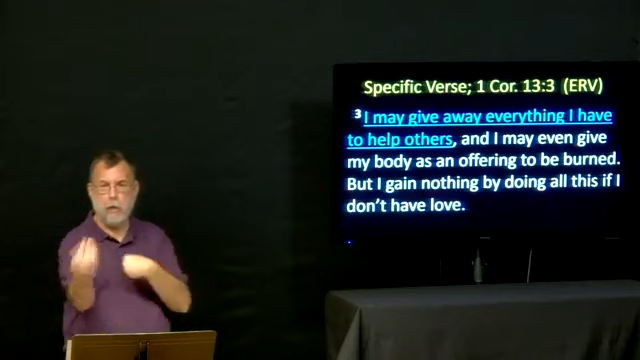 Specific Verse; 1 Cor. 13:3 (ERV)
³I may give away everything I have
to help others, and I may even give
my body as an offering to be burned.
But I gain nothing by doing all this if I
don't have love.